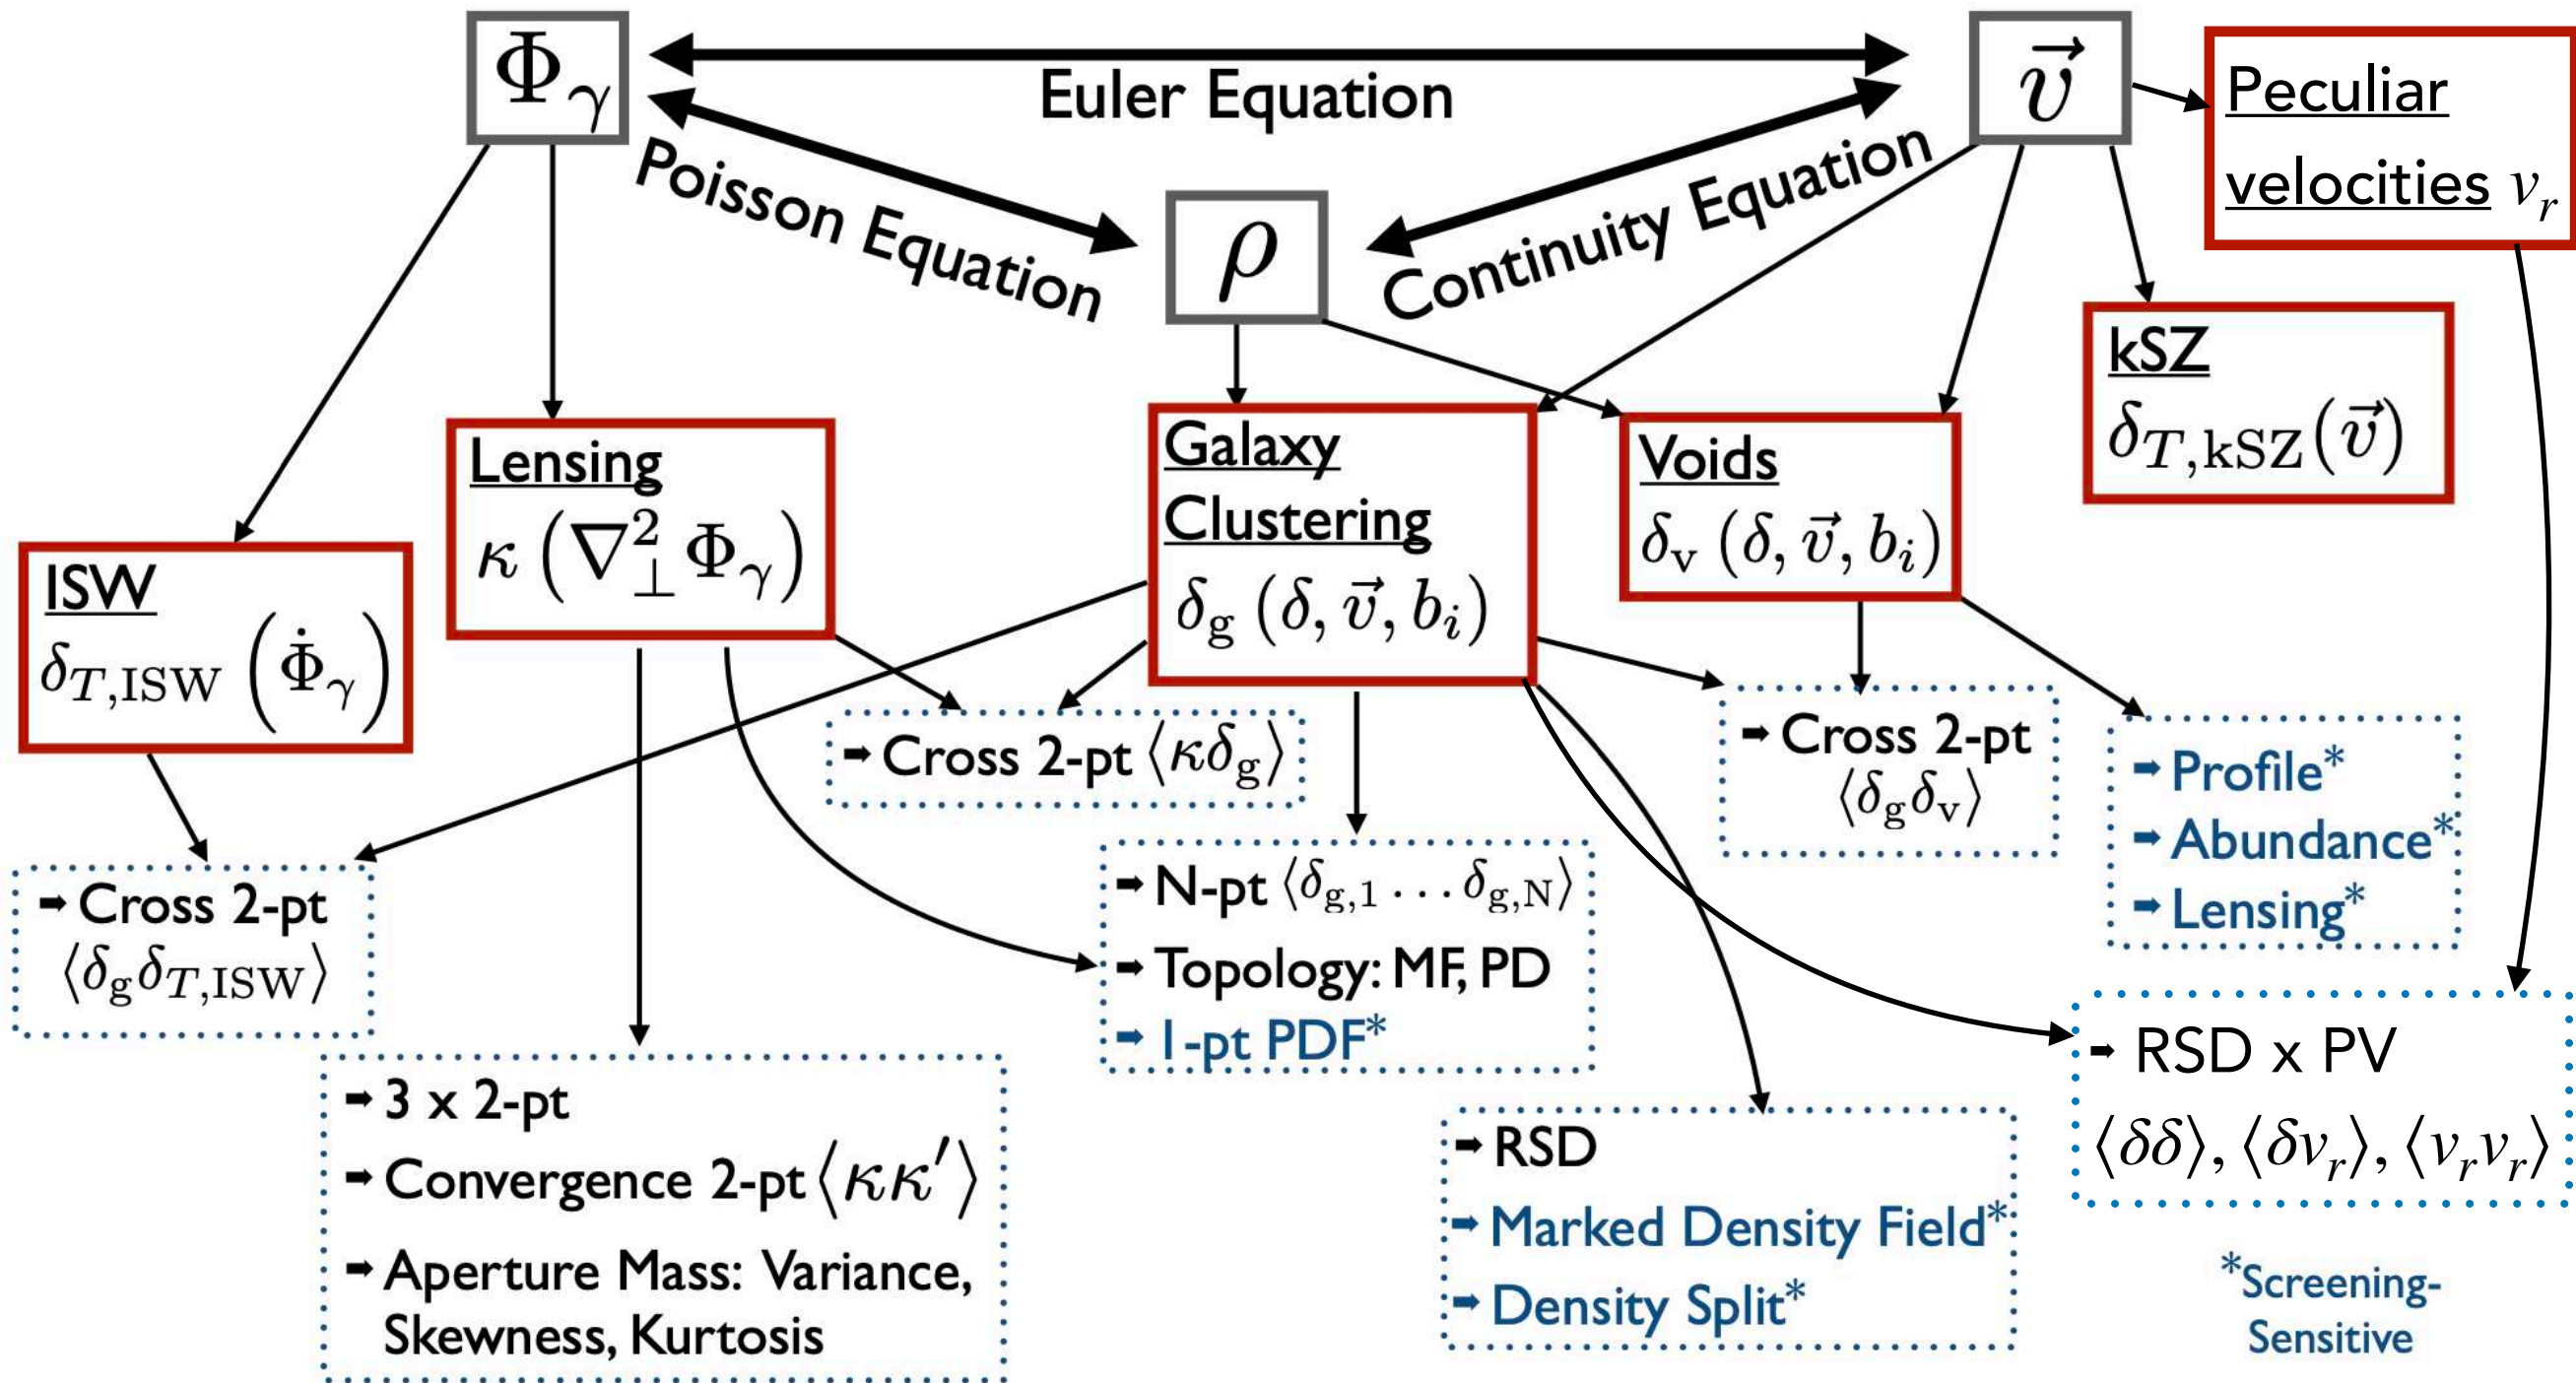 Φ_γ
Euler Equation
v⃗
Peculiar
velocities v_r
Poisson Equation
ρ
Continuity Equation
kSZ
δ_{T,kSZ}(v⃗)
Lensing
κ (∇²_⊥ Φ_γ)
Galaxy
Clustering
δ_g (δ, v⃗, b_i)
Voids
δ_v (δ, v⃗, b_i)
ISW
δ_{T,ISW} (Φ̇_γ)
➡ Cross 2-pt ⟨κδ_g⟩
➡ Cross 2-pt
⟨δ_g δ_v⟩
➡ Profile*
➡ Abundance*
➡ Lensing*
➡ Cross 2-pt
⟨δ_g δ_{T,ISW}⟩
➡ N-pt ⟨δ_{g,1} . . . δ_{g,N}⟩
➡ Topology: MF, PD
➡ 1-pt PDF*
➡ 3 x 2-pt
➡ Convergence 2-pt ⟨κκ′⟩
➡ Aperture Mass: Variance,
Skewness, Kurtosis
➡ RSD
➡ Marked Density Field*
➡ Density Split*
➡ RSD x PV
⟨δδ⟩, ⟨δv_r⟩, ⟨v_r v_r⟩
*Screening-
Sensitive